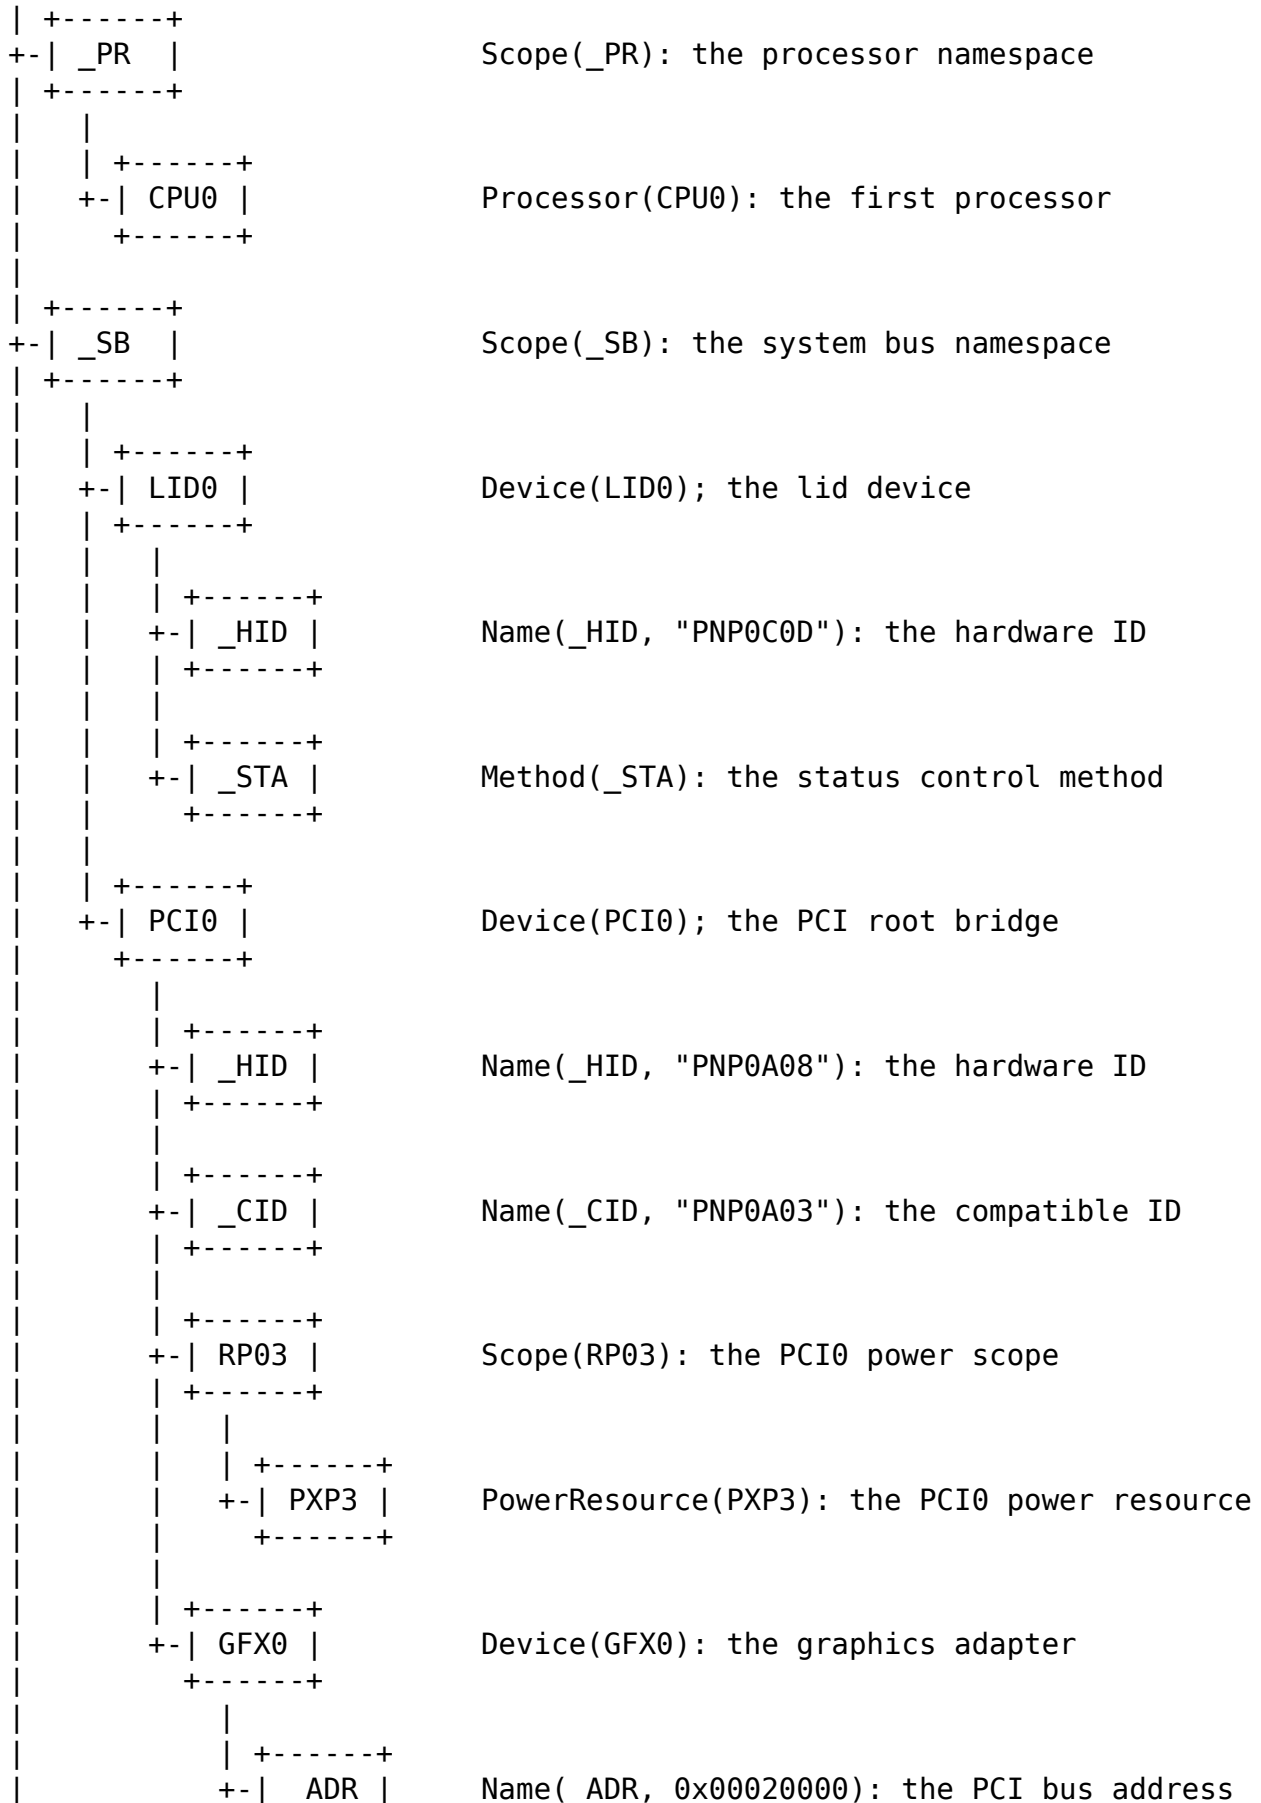 | +------+
+-| _PR  |                  Scope(_PR): the processor namespace
| +------+
|   |
|   | +------+
|   +-| CPU0 |              Processor(CPU0): the first processor
|     +------+
|
| +------+
+-| _SB  |                  Scope(_SB): the system bus namespace
| +------+
|   |
|   | +------+
|   +-| LID0 |              Device(LID0); the lid device
|   | +------+
|   |   |
|   |   | +------+
|   |   +-| _HID |          Name(_HID, "PNP0C0D"): the hardware ID
|   |   | +------+
|   |   |
|   |   | +------+
|   |   +-| _STA |          Method(_STA): the status control method
|   |     +------+
|   |
|   | +------+
|   +-| PCI0 |              Device(PCI0); the PCI root bridge
|     +------+
|       |
|       | +------+
|       +-| _HID |          Name(_HID, "PNP0A08"): the hardware ID
|       | +------+
|       |
|       | +------+
|       +-| _CID |          Name(_CID, "PNP0A03"): the compatible ID
|       | +------+
|       |
|       | +------+
|       +-| RP03 |          Scope(RP03): the PCI0 power scope
|       | +------+
|       |   |
|       |   | +------+
|       |   +-| PXP3 |      PowerResource(PXP3): the PCI0 power resource
|       |     +------+
|       |
|       | +------+
|       +-| GFX0 |          Device(GFX0): the graphics adapter
|         +------+
|           |
|           | +------+
|           +-|  ADR |      Name( ADR, 0x00020000): the PCI bus address